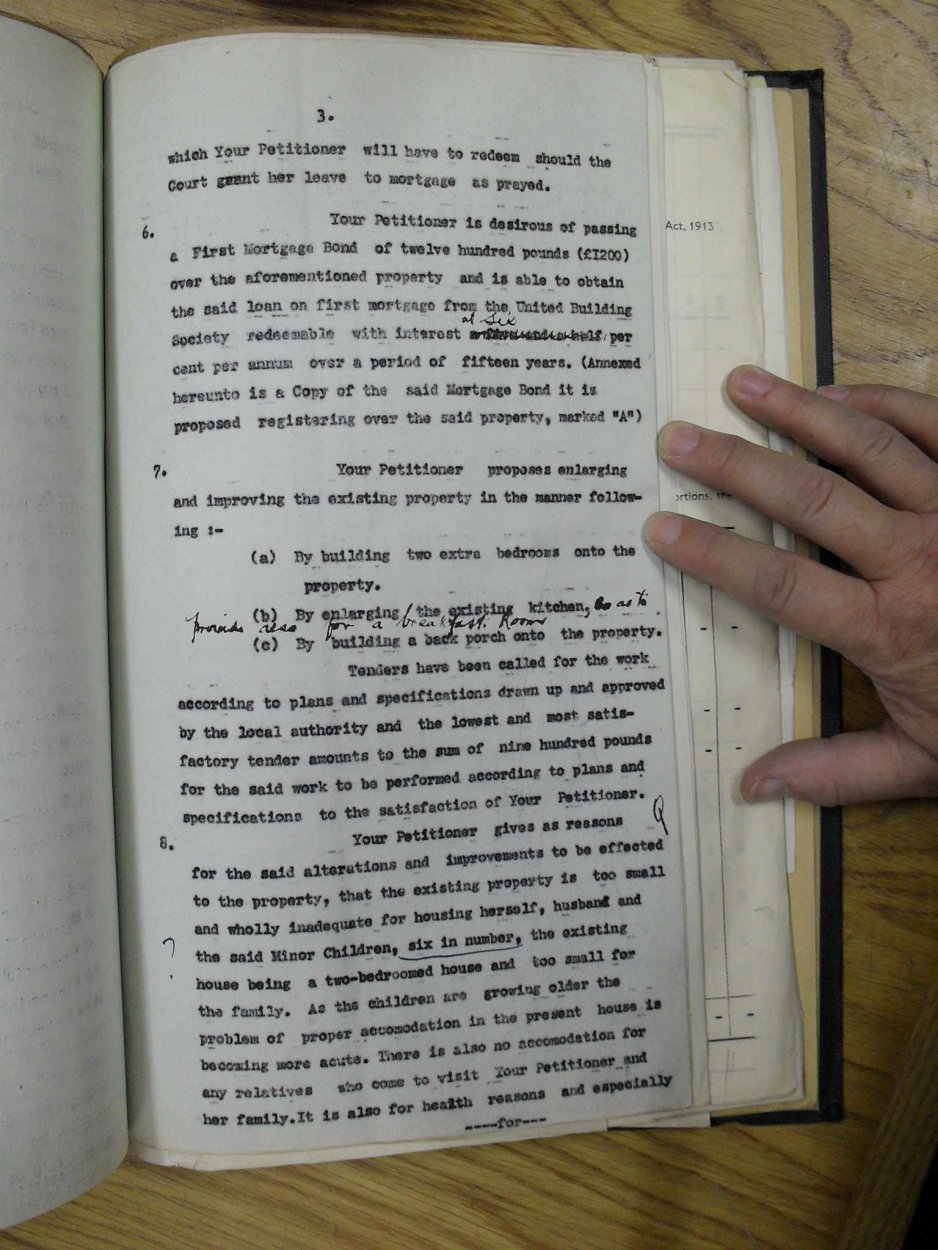 3.
which Your Petitioner will have to redeem should the
Court grant her leave to mortgage as prayed.
6. Your Petitioner is desirous of passing
a First Mortgage Bond of twelve hundred pounds (£I200)
over the aforementioned property and is able to obtain
the said loan on first mortgage from the United Building
at Six
Society redeemable with interest half per
cent per annum over a period of fifteen years. (Annexed
hereunto is a Copy of the said Mortgage Bond it is
proposed registering over the said property, marked "A")
7. Your Petitioner proposes enlarging
and improving the existing property in the manner follow-
ing :-
(a) By building two extra bedrooms onto the
property.
(b) By enlarging the existing kitchen, so as to
provide also for a breakfast Room
(c) By building a back porch onto the property.
Tenders have been called for the work
according to plans and specifications drawn up and approved
by the local authority and the lowest and most satis-
factory tender amounts to the sum of nine hundred pounds
for the said work to be performed according to plans and
specifications to the satisfaction of Your Petitioner.
8. Your Petitioner gives as reasons
for the said alterations and improvements to be effected
to the property, that the existing property is too small
and wholly inadequate for housing herself, husband and
? the said Minor Children, six in number, the existing
house being a two-bedroomed house and too small for
the family. As the children are growing older the
problem of proper accomodation in the present house is
becoming more acute. There is also no accomodation for
any relatives who come to visit Your Petitioner and
her family.It is also for health reasons and especially
----for---
Act, 1913
ortions, the